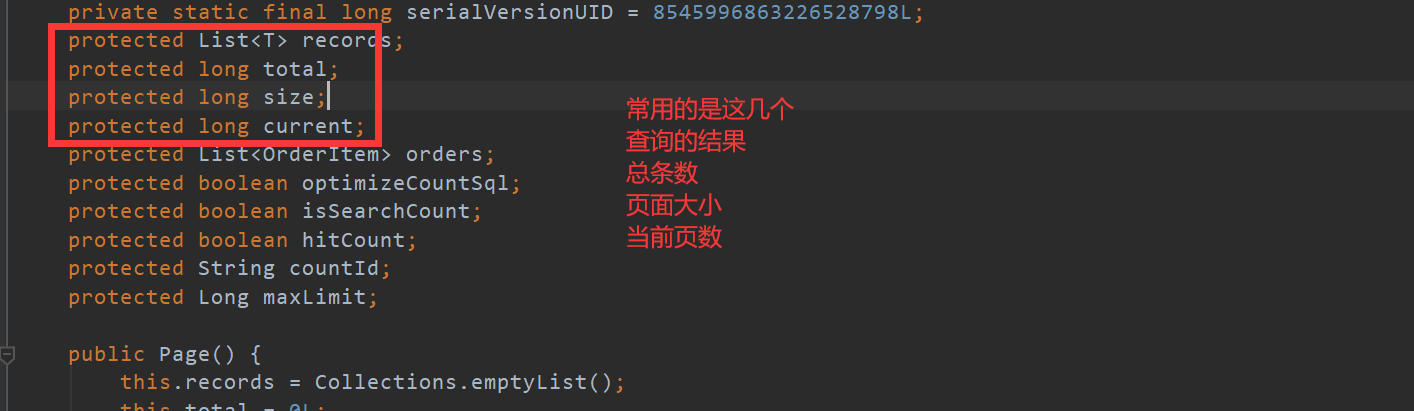 private static final long serialVersionUID = 8545996863226528798L;
protected List<T> records;
protected long total;
protected long size;
protected long current;
protected List<OrderItem> orders;
protected boolean optimizeCountSql;
protected boolean isSearchCount;
protected boolean hitCount;
protected String countId;
protected Long maxLimit;
常用的是这几个
查询的结果
总条数
页面大小
当前页数
public Page() {
this.records = Collections.emptyList();
this.total = 0L;